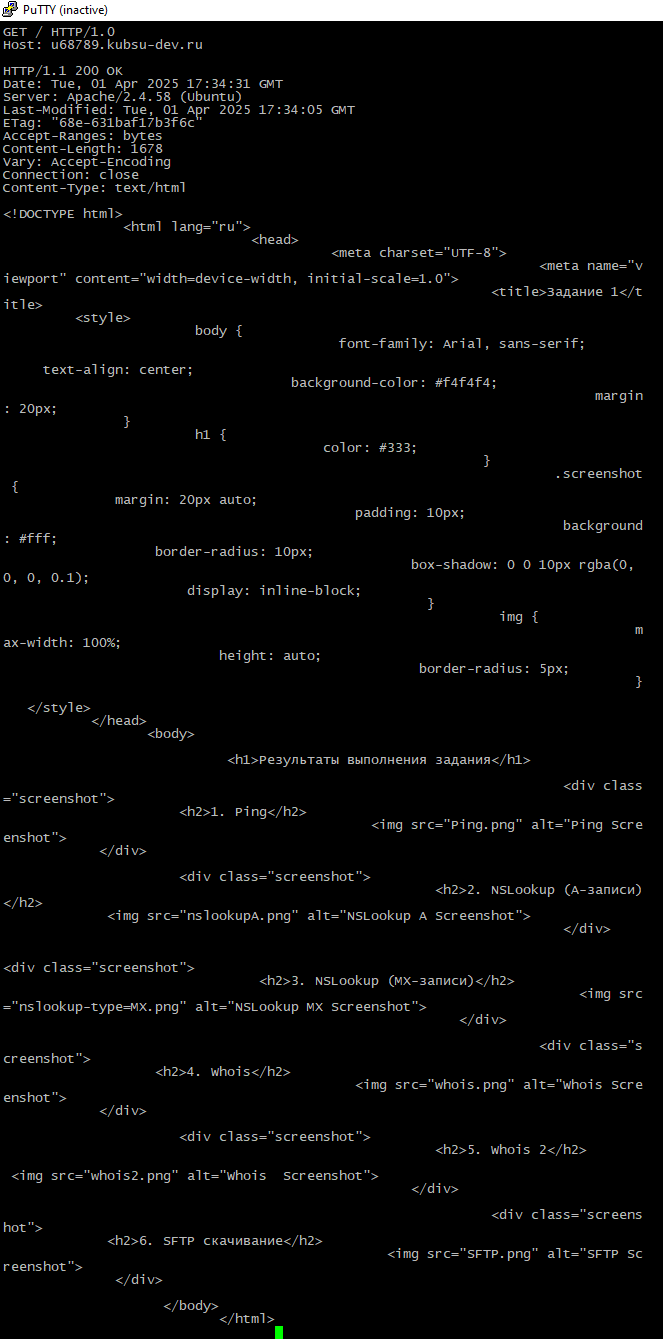 PuTTY (inactive)
GET / HTTP/1.0
Host: u68789.kubsu-dev.ru
HTTP/1.1 200 OK
Date: Tue, 01 Apr 2025 17:34:31 GMT
Server: Apache/2.4.58 (Ubuntu)
Last-Modified: Tue, 01 Apr 2025 17:34:05 GMT
ETag: "68e-631baf17b3f6c"
Accept-Ranges: bytes
Content-Length: 1678
Vary: Accept-Encoding
Connection: close
Content-Type: text/html
<!DOCTYPE html>
<html lang="ru">
<head>
<meta charset="UTF-8">
<meta name="v
iewport" content="width=device-width, initial-scale=1.0">
<title>Задание 1</t
itle>
<style>
body {
font-family: Arial, sans-serif;
text-align: center;
background-color: #f4f4f4;
margin
: 20px;
}
h1 {
color: #333;
}
.screenshot
{
margin: 20px auto;
padding: 10px;
background
: #fff;
border-radius: 10px;
box-shadow: 0 0 10px rgba(0,
0, 0, 0.1);
display: inline-block;
}
img {
m
ax-width: 100%;
height: auto;
border-radius: 5px;
}
</style>
</head>
<body>
<h1>Результаты выполнения задания</h1>
<div class
="screenshot">
<h2>1. Ping</h2>
<img src="Ping.png" alt="Ping Scre
enshot">
</div>
<div class="screenshot">
<h2>2. NSLookup (A-записи)
</h2>
<img src="nslookupA.png" alt="NSLookup A Screenshot">
</div>
<div class="screenshot">
<h2>3. NSLookup (MX-записи)</h2>
<img src
="nslookup-type=MX.png" alt="NSLookup MX Screenshot">
</div>
<div class="s
creenshot">
<h2>4. Whois</h2>
<img src="whois.png" alt="Whois Scre
enshot">
</div>
<div class="screenshot">
<h2>5. Whois 2</h2>
<img src="whois2.png" alt="Whois  Screenshot">
</div>
<div class="screens
hot">
<h2>6. SFTP скачивание</h2>
<img src="SFTP.png" alt="SFTP Sc
reenshot">
</div>
</body>
</html>